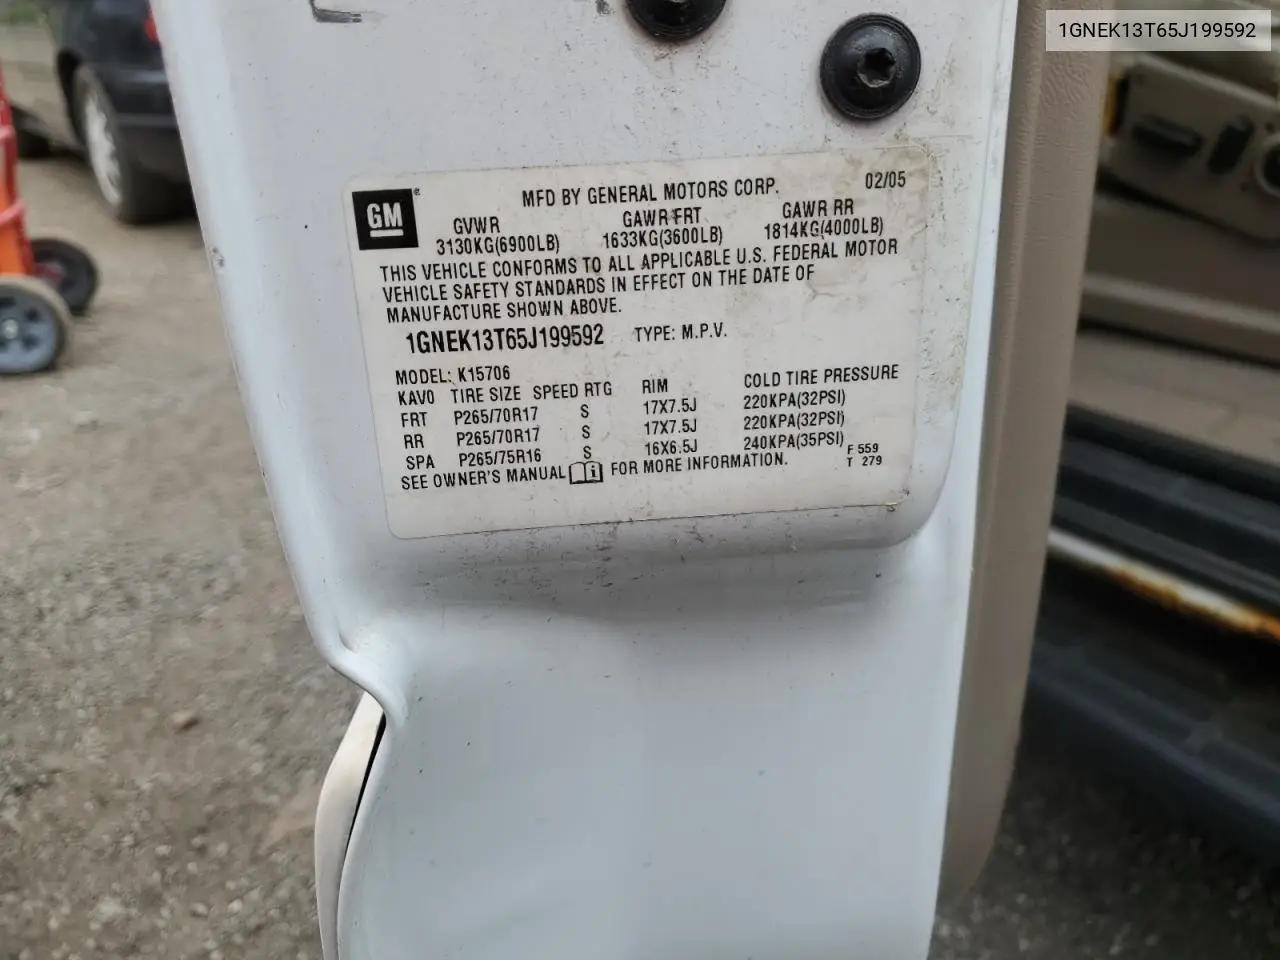 1GNEK13T65J199592
GM
MFD BY GENERAL MOTORS CORP. 02/05
GVWR GAWR FRT GAWR RR
3130KG(6900LB) 1633KG(3600LB) 1814KG(4000LB)
THIS VEHICLE CONFORMS TO ALL APPLICABLE U.S. FEDERAL MOTOR
VEHICLE SAFETY STANDARDS IN EFFECT ON THE DATE OF
MANUFACTURE SHOWN ABOVE.
1GNEK13T65J199592 TYPE: M.P.V.
MODEL: K15706
KAVO TIRE SIZE SPEED RTG RIM COLD TIRE PRESSURE
FRT P265/70R17 S 17X7.5J 220KPA(32PSI)
RR P265/70R17 S 17X7.5J 220KPA(32PSI)
SPA P265/75R16 S 16X6.5J 240KPA(35PSI)
SEE OWNER'S MANUAL i FOR MORE INFORMATION.
F 559
T 279